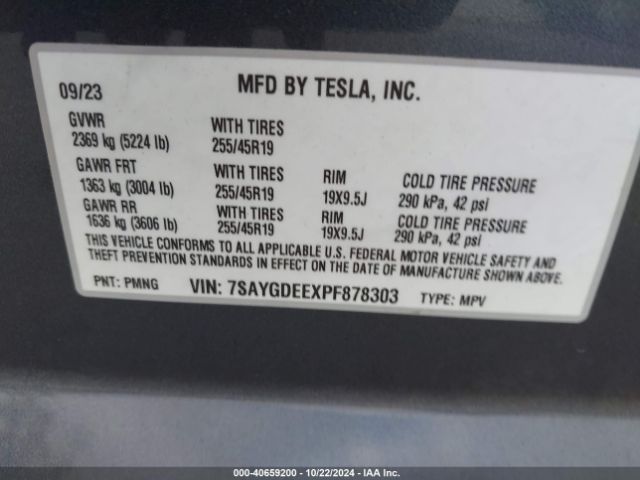 09/23 MFD BY TESLA, INC.
GVWR WITH TIRES
2369 kg (5224 lb) 255/45R19
GAWR FRT WITH TIRES RIM COLD TIRE PRESSURE
1363 kg (3004 lb) 255/45R19 19X9.5J 290 kPa, 42 psi
GAWR RR WITH TIRES RIM COLD TIRE PRESSURE
1636 kg (3606 lb) 255/45R19 19X9.5J 290 kPa, 42 psi
THIS VEHICLE CONFORMS TO ALL APPLICABLE U.S. FEDERAL MOTOR VEHICLE SAFETY AND
THEFT PREVENTION STANDARDS IN EFFECT ON THE DATE OF MANUFACTURE SHOWN ABOVE.
PNT: PMNG VIN: 7SAYGDEEXPF878303 TYPE: MPV
000-40659200 - 10/22/2024 - IAA Inc.